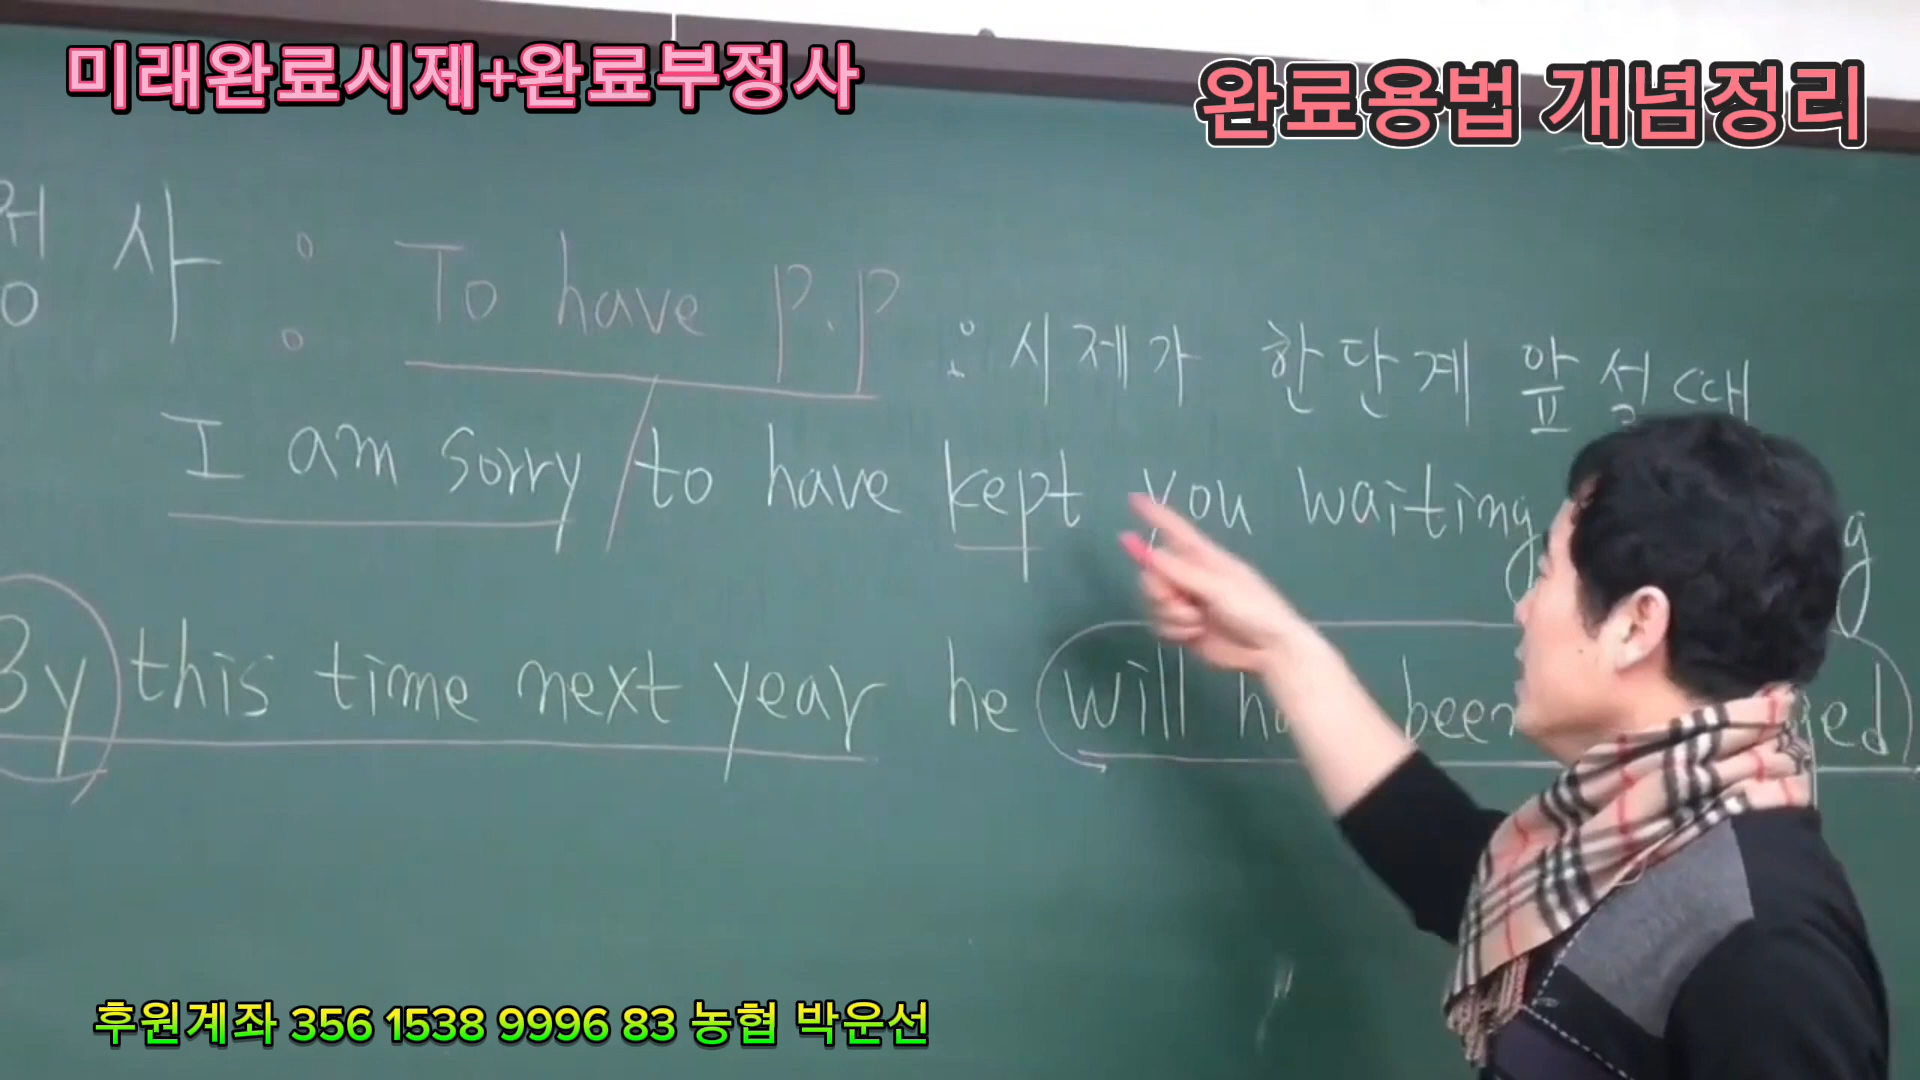 미래완료시제+완료부정사
완료용법 개념정리
정사 : To have P.P : 시제가 한단계 앞설때
I am sorry / to have kept you waiting
By this time next year he will have been
후원계좌 356 1538 9996 83 농협 박운선